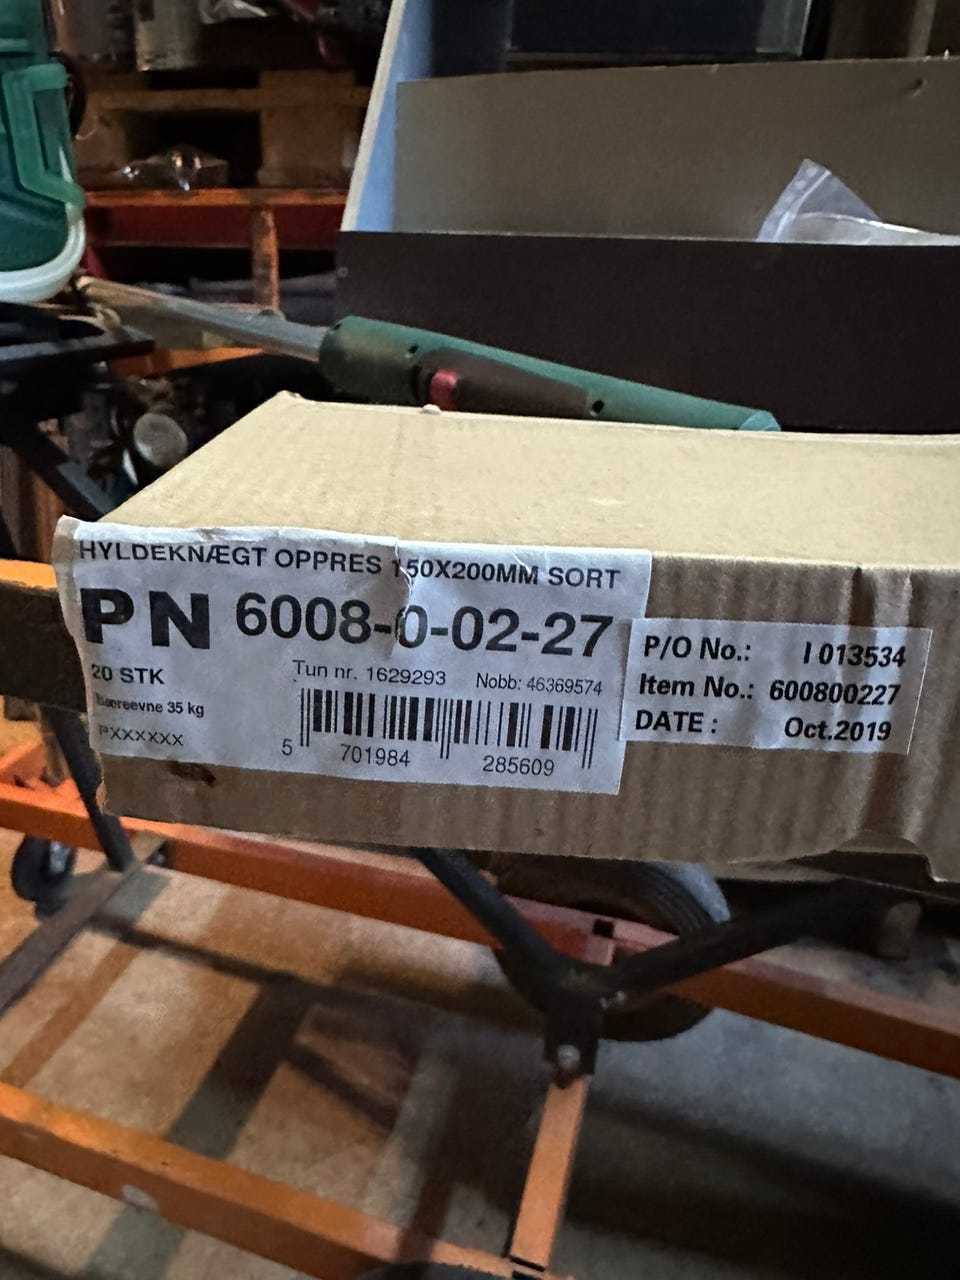 HYLDEKNÆGT OPPRES 150X200MM SORT
PN 6008-0-02-27
20 STK
Tun nr. 1629293
Nobb: 46369574
Bæreevne 35 kg
PXXXXXX
5 701984 285609
P/O No.: I 013534
Item No.: 600800227
DATE : Oct.2019